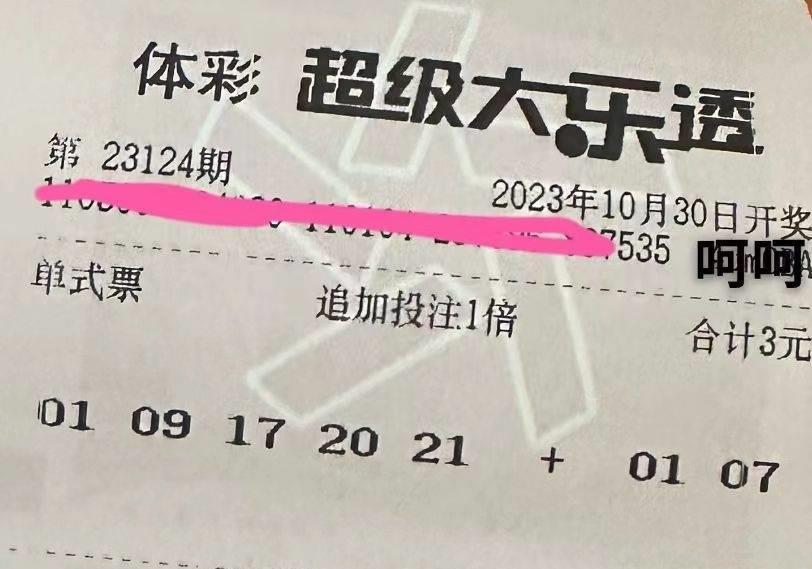 体彩 超级大乐透
第 23124期
2023年10月30日开奖
7535
呵呵
单式票 追加投注1倍 合计3元
01 09 17 20 21 + 01 07